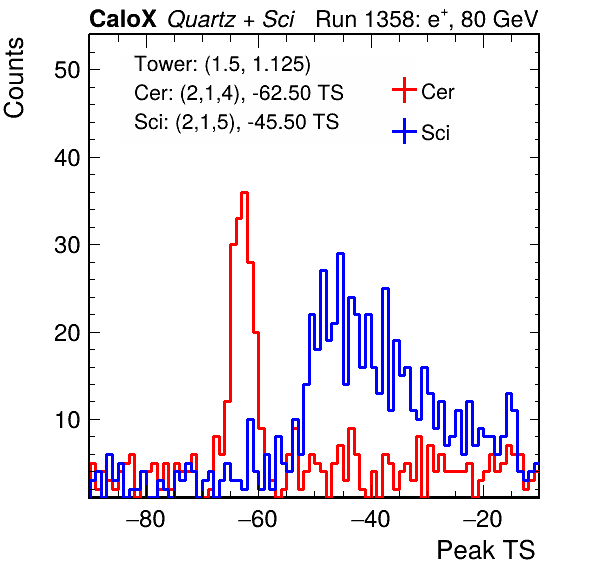 CaloX Quartz + Sci Run 1358: e⁺, 80 GeV
Tower: (1.5, 1.125)
Cer: (2,1,4), -62.50 TS
Sci: (2,1,5), -45.50 TS
Cer
Sci
Counts
50
40
30
20
10
−80 −60 −40 −20
Peak TS